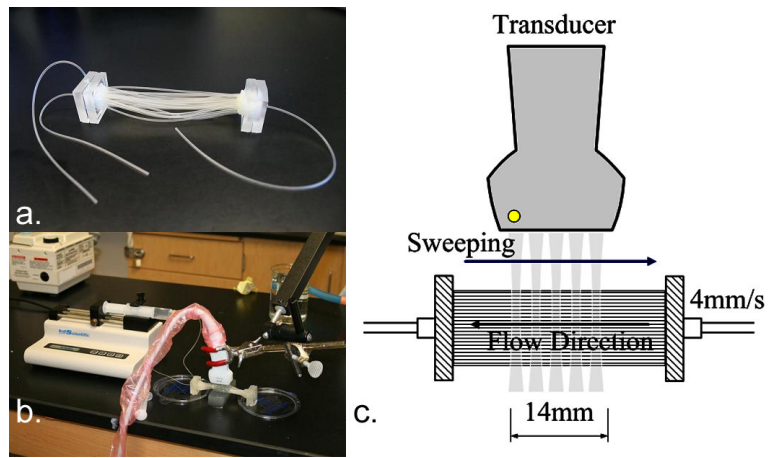 a.
b.
Transducer
Sweeping
4mm/s
Flow Direction
14mm
c.